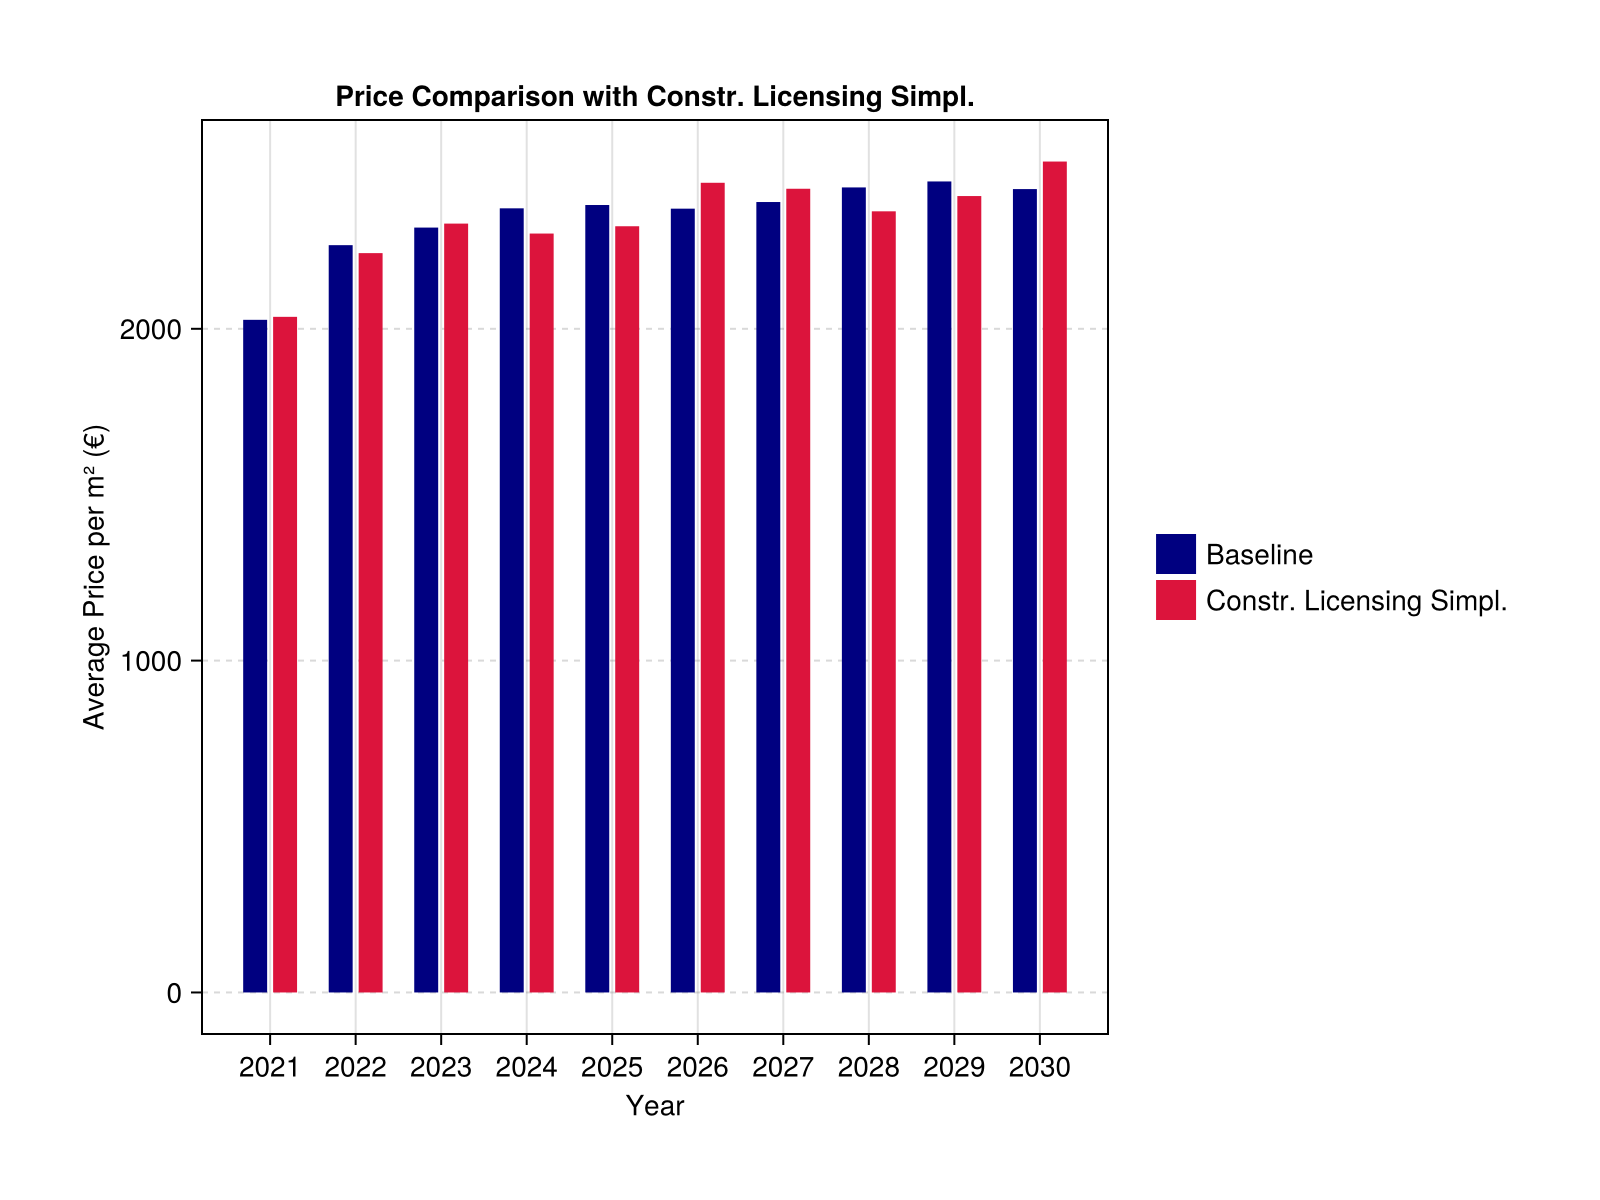 Price Comparison with Constr. Licensing Simpl.
Average Price per m² (€)
2000
1000
0
2021 2022 2023 2024 2025 2026 2027 2028 2029 2030
Year
Baseline
Constr. Licensing Simpl.